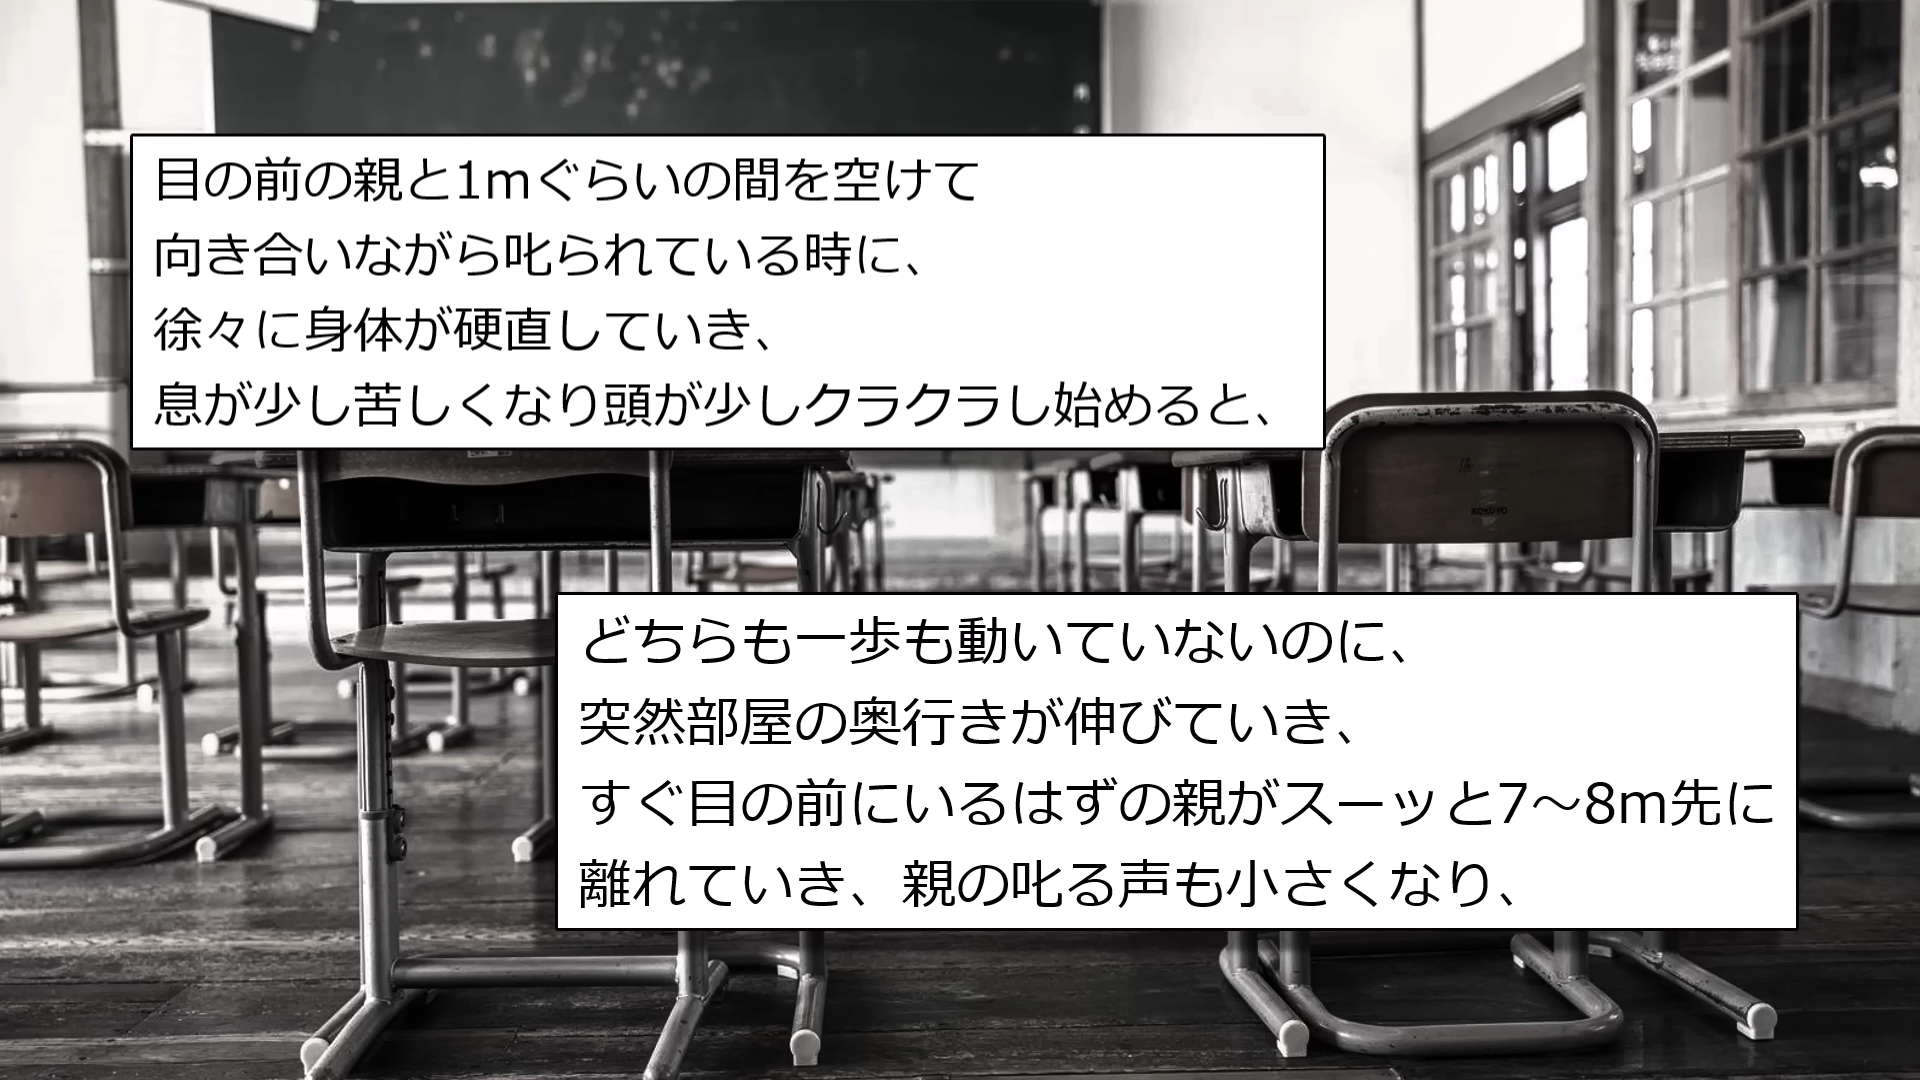 目の前の親と1mぐらいの間を空けて
向き合いながら叱られている時に、
徐々に身体が硬直していき、
息が少し苦しくなり頭が少しクラクラし始めると、
KOKUYO
どちらも一歩も動いていないのに、
突然部屋の奥行きが伸びていき、
すぐ目の前にいるはずの親がスーッと7～8m先に
離れていき、親の叱る声も小さくなり、